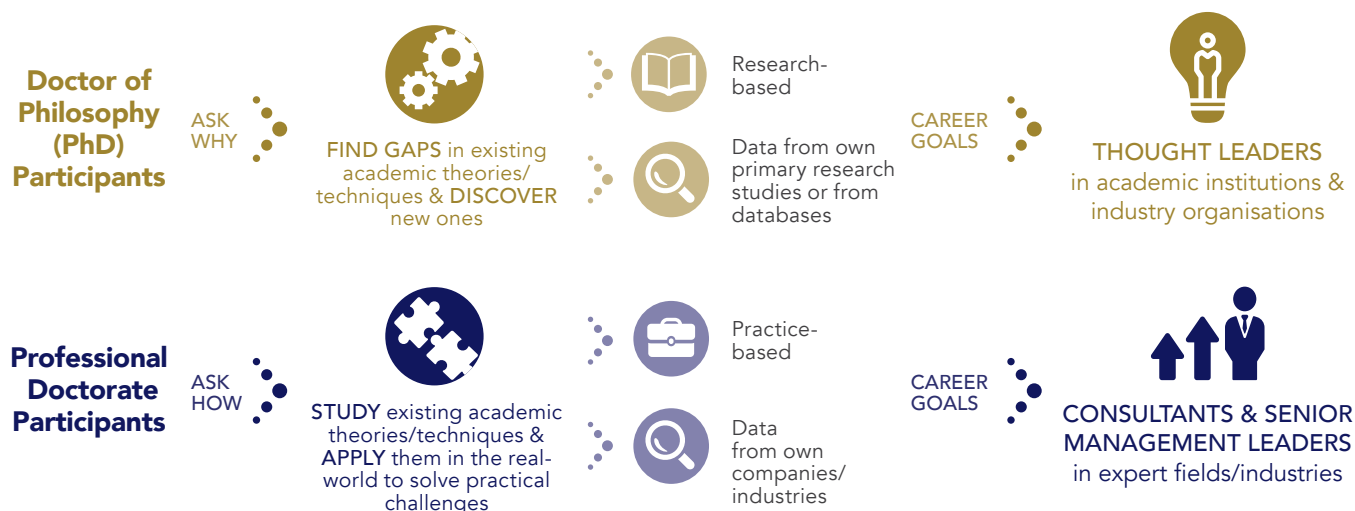 Doctor of
Philosophy
(PhD)
Participants
ASK
WHY
FIND GAPS in existing
academic theories/
techniques & DISCOVER
new ones
Research-
based
Data from own
primary research
studies or from
databases
CAREER
GOALS
THOUGHT LEADERS
in academic institutions &
industry organisations
Professional
Doctorate
Participants
ASK
HOW
STUDY existing academic
theories/techniques &
APPLY them in the real-
world to solve practical
challenges
Practice-
based
Data
from own
companies/
industries
CAREER
GOALS
CONSULTANTS & SENIOR
MANAGEMENT LEADERS
in expert fields/industries